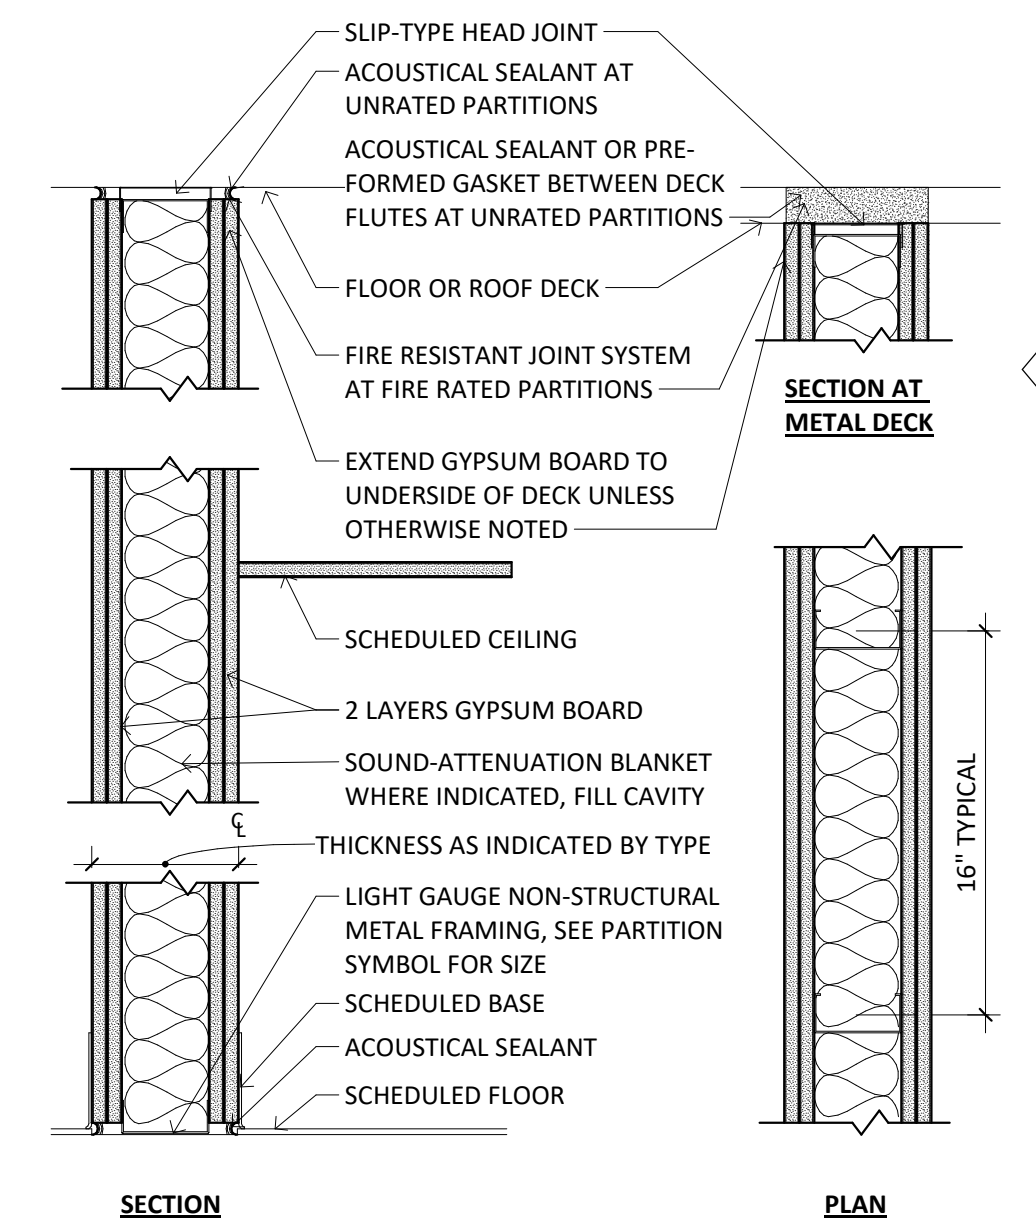 SLIP-TYPE HEAD JOINT
ACOUSTICAL SEALANT AT
UNRATED PARTITIONS
ACOUSTICAL SEALANT OR PRE-
FORMED GASKET BETWEEN DECK
FLUTES AT UNRATED PARTITIONS
FLOOR OR ROOF DECK
FIRE RESISTANT JOINT SYSTEM
AT FIRE RATED PARTITIONS
SECTION AT
METAL DECK
EXTEND GYPSUM BOARD TO
UNDERSIDE OF DECK UNLESS
OTHERWISE NOTED
SCHEDULED CEILING
2 LAYERS GYPSUM BOARD
SOUND-ATTENUATION BLANKET
WHERE INDICATED, FILL CAVITY
℄
THICKNESS AS INDICATED BY TYPE
16" TYPICAL
LIGHT GAUGE NON-STRUCTURAL
METAL FRAMING, SEE PARTITION
SYMBOL FOR SIZE
SCHEDULED BASE
ACOUSTICAL SEALANT
SCHEDULED FLOOR
SECTION
PLAN